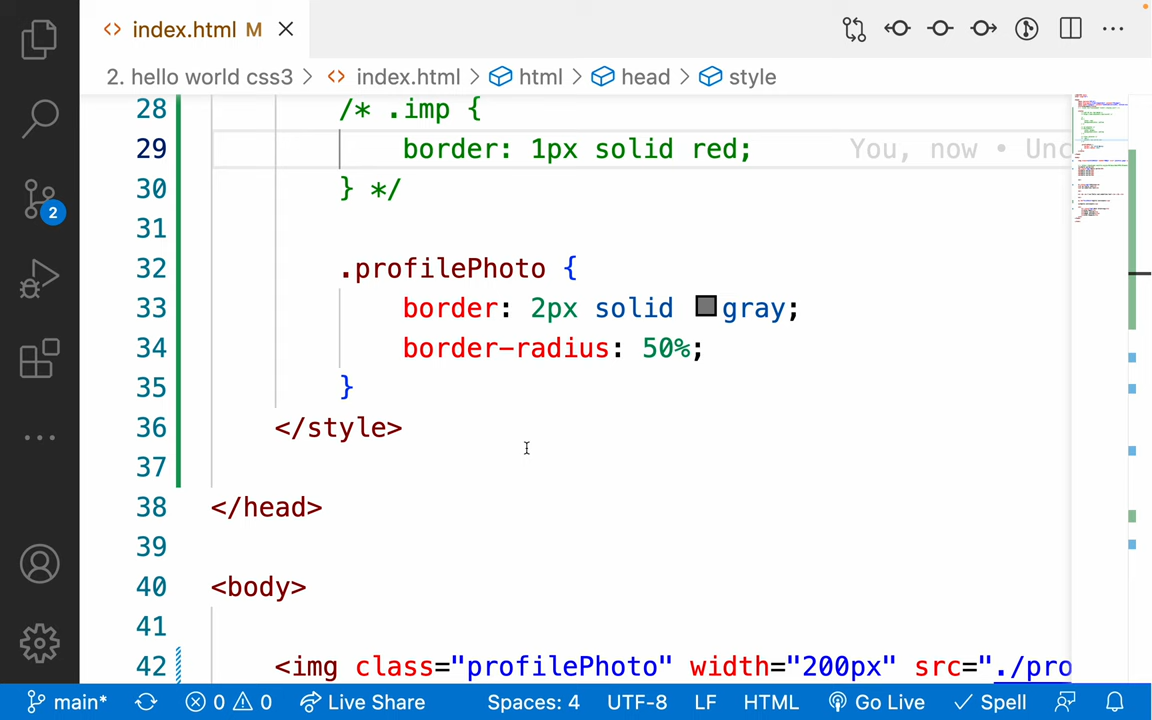 index.html M
2. hello world css3 > index.html > html > head > style
28 /* .imp {
29 border: 1px solid red; You, now • Unc
30 } */
31
32 .profilePhoto {
33 border: 2px solid gray;
34 border-radius: 50%;
35 }
36 </style>
37
38 </head>
39
40 <body>
41
42 <img class="profilePhoto" width="200px" src="./pro
2
main* 0 0 Live Share Spaces: 4 UTF-8 LF HTML Go Live Spell